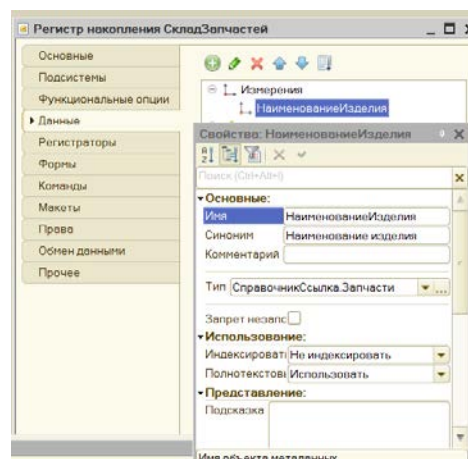 Регистр накопления СкладЗапчастей
Основные
Подсистемы
Функциональные опции
Данные
Регистраторы
Формы
Команды
Макеты
Права
Обмен данными
Прочее
Измерения
НаименованиеИзделия
Свойства: НаименованиеИзделия
Поиск (Ctrl+Alt+I)
Основные:
Имя НаименованиеИзделия
Синоним Наименование изделия
Комментарий
Тип СправочникСсылка.Запчасти
Запрет незапс
Использование:
Индексироват Не индексировать
Полнотекстов Использовать
Представление:
Подсказка
Имя объекта метаданных